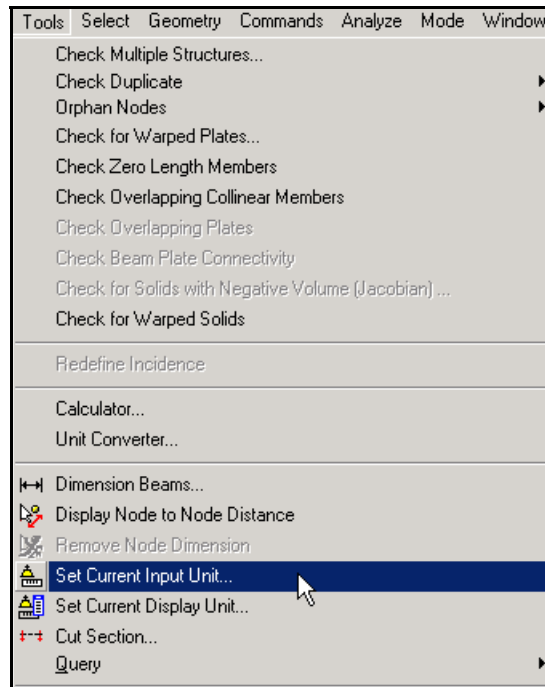 Tools Select Geometry Commands Analyze Mode Window
Check Multiple Structures...
Check Duplicate
Orphan Nodes
Check for Warped Plates...
Check Zero Length Members
Check Overlapping Collinear Members
Check Overlapping Plates
Check Beam Plate Connectivity
Check for Solids with Negative Volume (Jacobian) ...
Check for Warped Solids
Redefine Incidence
Calculator...
Unit Converter...
Dimension Beams...
Display Node to Node Distance
Remove Node Dimension
Set Current Input Unit...
Set Current Display Unit...
Cut Section...
Query